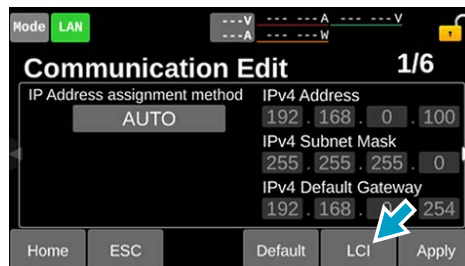 Mode LAN ---V --- --- A --- --- V
---A --- --- W
Communication Edit 1/6
IP Address assignment method
AUTO
IPv4 Address
192 . 168 . 0 . 100
IPv4 Subnet Mask
255 . 255 . 255 . 0
IPv4 Default Gateway
192 . 168 . 0 . 254
Home ESC Default LCI Apply